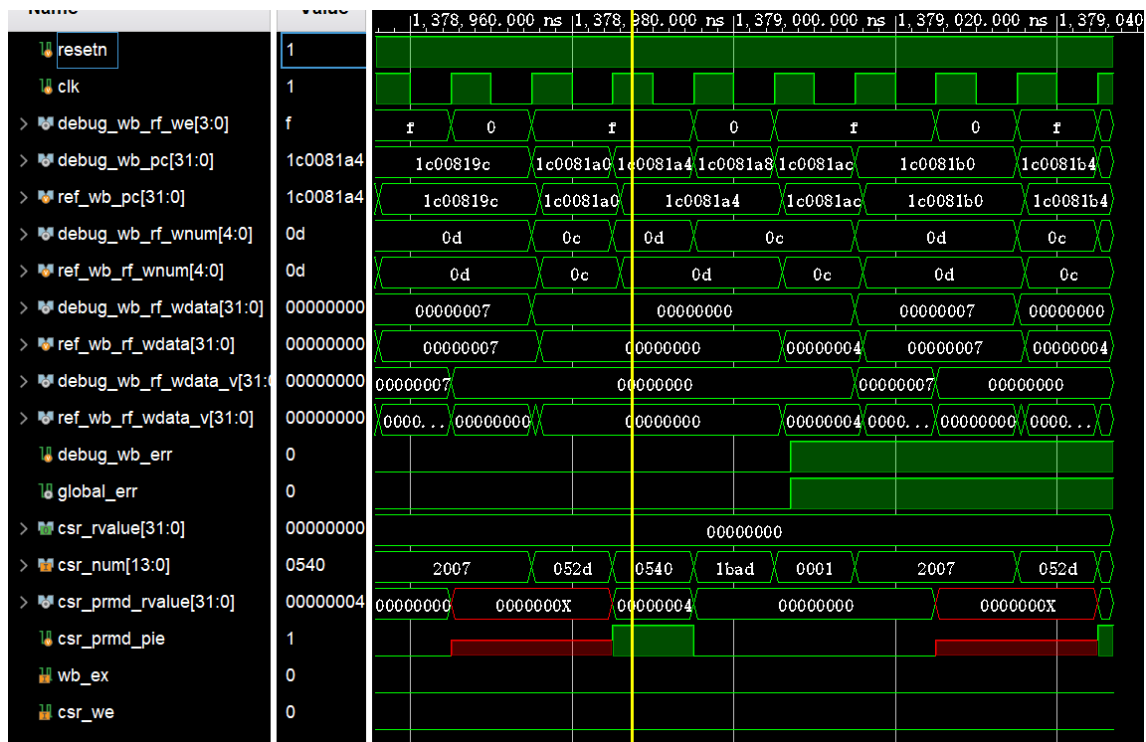 Name Value |1,378,960.000 ns |1,378,980.000 ns |1,379,000.000 ns |1,379,020.000 ns |1,379,040
resetn 1
clk 1
> debug_wb_rf_we[3:0] f f 0 f 0 f 0 f
> debug_wb_pc[31:0] 1c0081a4 1c00819c 1c0081a0 1c0081a4 1c0081a8 1c0081ac 1c0081b0 1c0081b4
> ref_wb_pc[31:0] 1c0081a4 1c00819c 1c0081a0 1c0081a4 1c0081ac 1c0081b0 1c0081b4
> debug_wb_rf_wnum[4:0] 0d 0d 0c 0d 0c 0d 0c
> ref_wb_rf_wnum[4:0] 0d 0d 0c 0d 0c 0d 0c
> debug_wb_rf_wdata[31:0] 00000000 00000007 00000000 00000007 00000000
> ref_wb_rf_wdata[31:0] 00000000 00000007 00000000 00000004 00000007 00000004
> debug_wb_rf_wdata_v[31:( 00000000 00000007 00000000 00000007 00000000
> ref_wb_rf_wdata_v[31:0] 00000000 0000... 00000000 00000000 00000004 0000... 00000000 0000...
debug_wb_err 0
global_err 0
> csr_rvalue[31:0] 00000000 00000000
> csr_num[13:0] 0540 2007 052d 0540 1bad 0001 2007 052d
> csr_prmd_rvalue[31:0] 00000004 00000000 0000000X 00000004 00000000 0000000X
csr_prmd_pie 1
wb_ex 0
csr_we 0